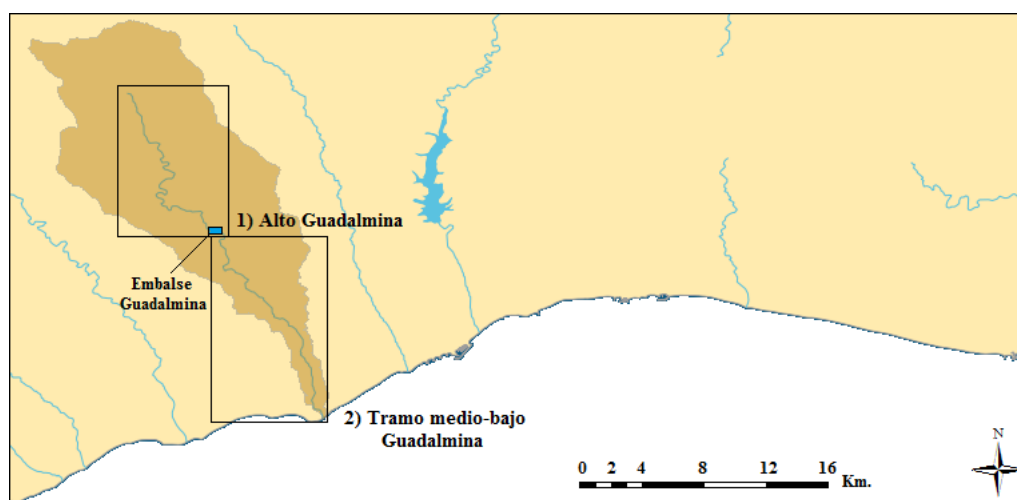 1) Alto Guadalmina
Embalse
Guadalmina
2) Tramo medio-bajo
Guadalmina
N
0 2 4 8 12 16
Km.